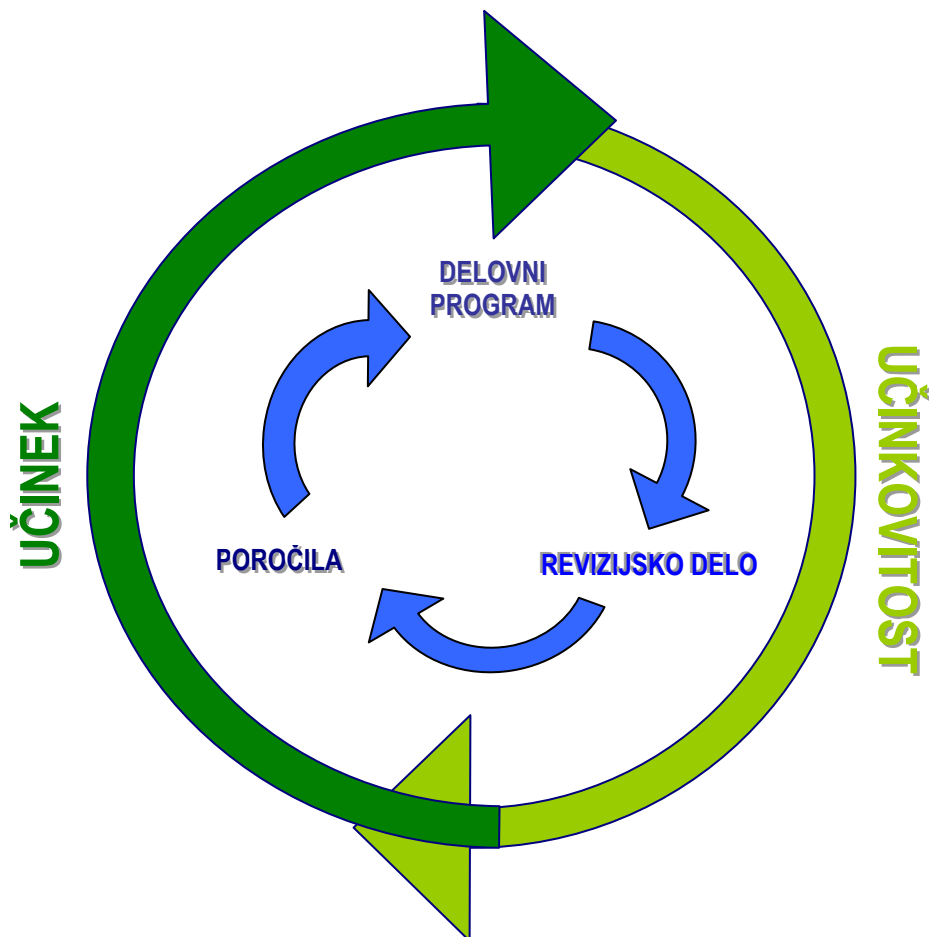 DELOVNI
PROGRAM
UČINEK
UČINKOVITOST
POROČILA
REVIZIJSKO DELO